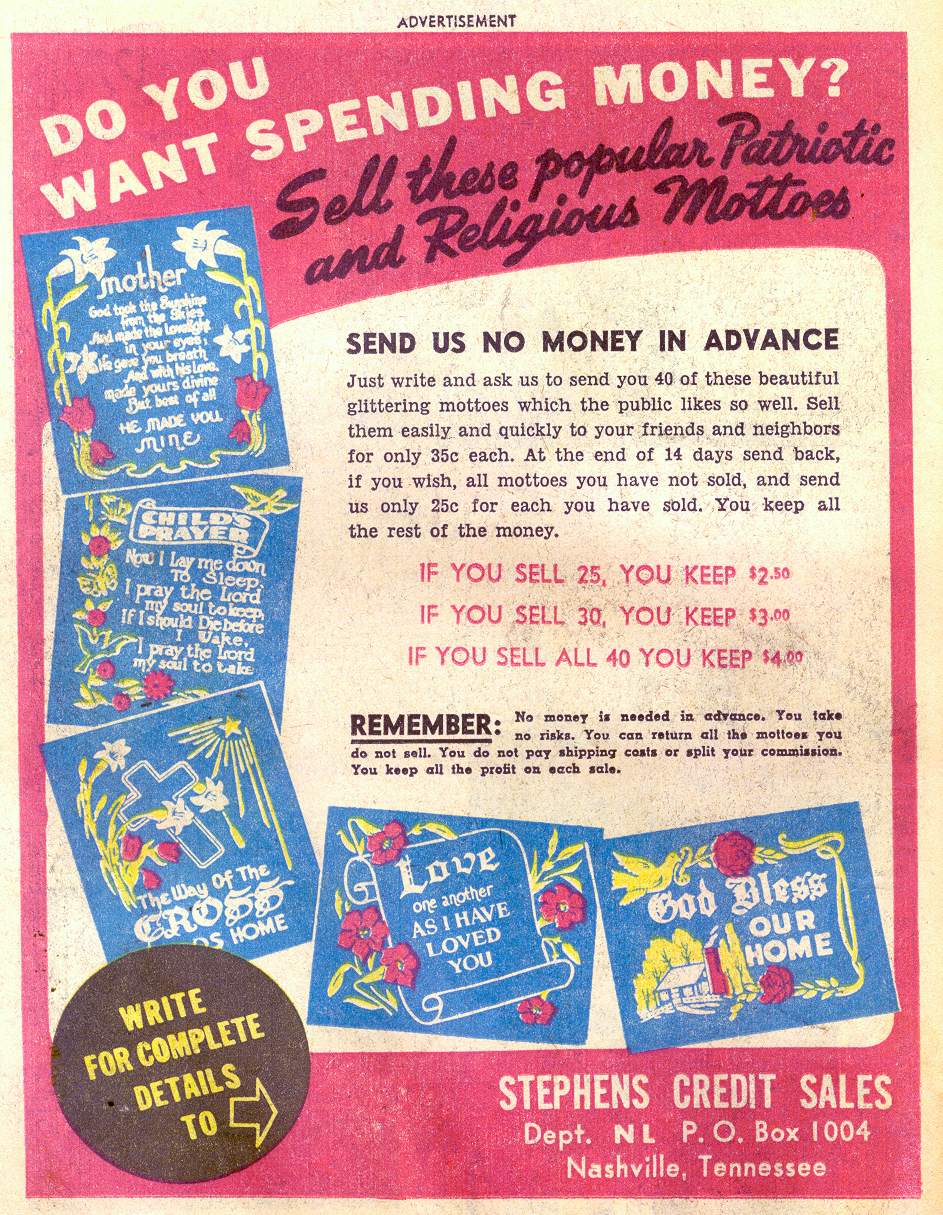 ADVERTISEMENT
DO YOU
WANT SPENDING MONEY?
Sell these popular Patriotic
and Religious Mottoes
mother
God took the Sunshine
from the Skies
And made the Lovelight
in your eyes,
He gave you breath
And with his Love,
made yours divine
But best of all
HE MADE YOU
MINE
CHILD'S
PRAYER
Now I Lay me down
To Sleep,
I pray the Lord
my soul to keep,
If I should Die before
I Wake,
I pray the Lord
my soul to take
The Way Of The
CROSS
DS HOME
SEND US NO MONEY IN ADVANCE
Just write and ask us to send you 40 of these beautiful
glittering mottoes which the public likes so well. Sell
them easily and quickly to your friends and neighbors
for only 35c each. At the end of 14 days send back,
if you wish, all mottoes you have not sold, and send
us only 25c for each you have sold. You keep all
the rest of the money.
IF YOU SELL 25, YOU KEEP $2.50
IF YOU SELL 30, YOU KEEP $3.00
IF YOU SELL ALL 40 YOU KEEP $4.00
REMEMBER: No money is needed in advance. You take
no risks. You can return all the mottoes you
do not sell. You do not pay shipping costs or split your commission.
You keep all the profit on each sale.
Love
one another
AS I HAVE
LOVED
YOU
God Bless
OUR
HOME
WRITE
FOR COMPLETE
DETAILS
TO
STEPHENS CREDIT SALES
Dept. NL P. O. Box 1004
Nashville, Tennessee